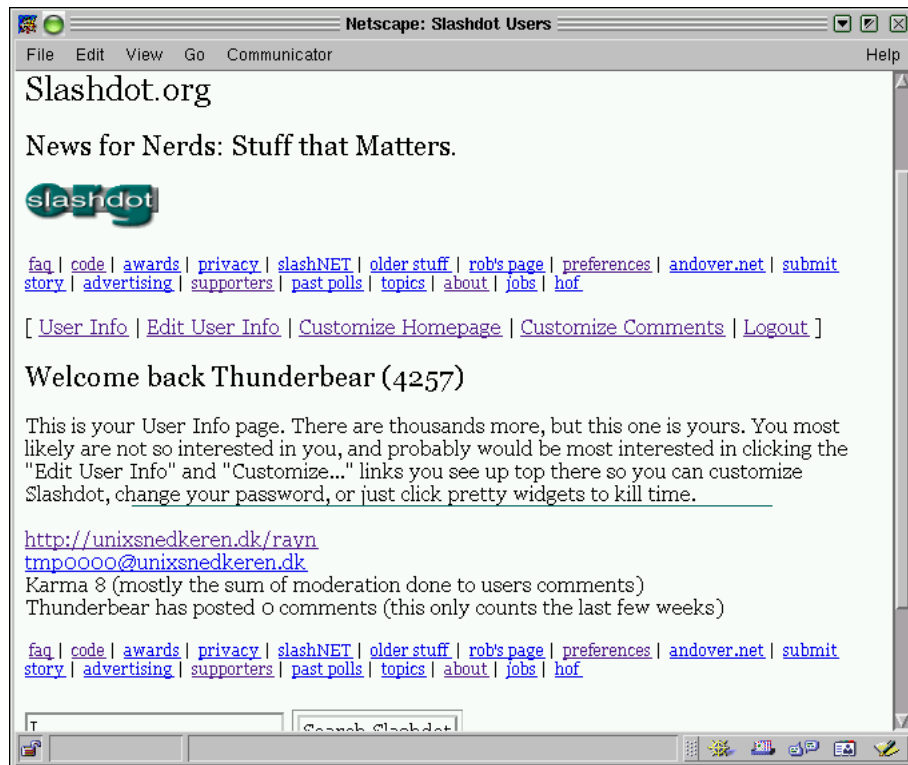 Netscape: Slashdot Users
File Edit View Go Communicator Help
Slashdot.org
News for Nerds: Stuff that Matters.
slashdot
org
faq | code | awards | privacy | slashNET | older stuff | rob's page | preferences | andover.net | submit
story | advertising | supporters | past polls | topics | about | jobs | hof
[ User Info | Edit User Info | Customize Homepage | Customize Comments | Logout ]
Welcome back Thunderbear (4257)
This is your User Info page. There are thousands more, but this one is yours. You most
likely are not so interested in you, and probably would be most interested in clicking the
"Edit User Info" and "Customize..." links you see up top there so you can customize
Slashdot, change your password, or just click pretty widgets to kill time.
http://unixsnedkeren.dk/rayn
tmp0000@unixsnedkeren.dk
Karma 8 (mostly the sum of moderation done to users comments)
Thunderbear has posted 0 comments (this only counts the last few weeks)
faq | code | awards | privacy | slashNET | older stuff | rob's page | preferences | andover.net | submit
story | advertising | supporters | past polls | topics | about | jobs | hof
Search Slashdot